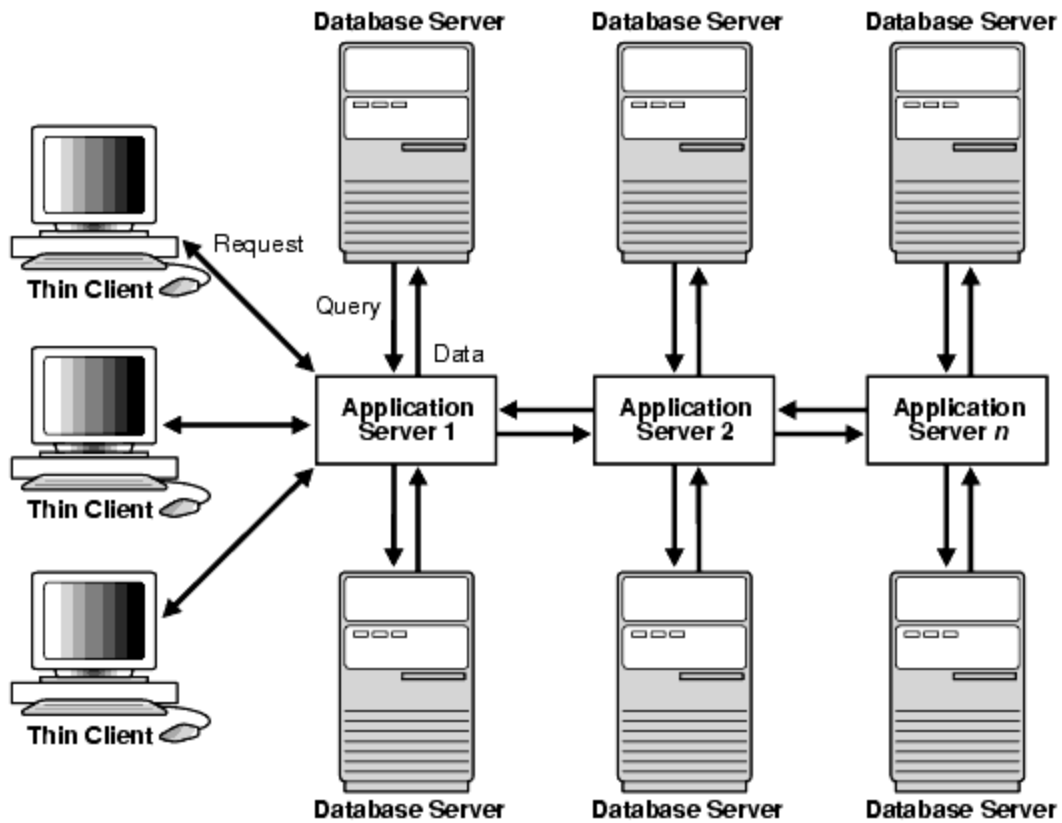 Database Server
Database Server
Database Server
Request
Thin Client
Query
Data
Application
Server 1
Application
Server 2
Application
Server n
Thin Client
Thin Client
Database Server
Database Server
Database Server